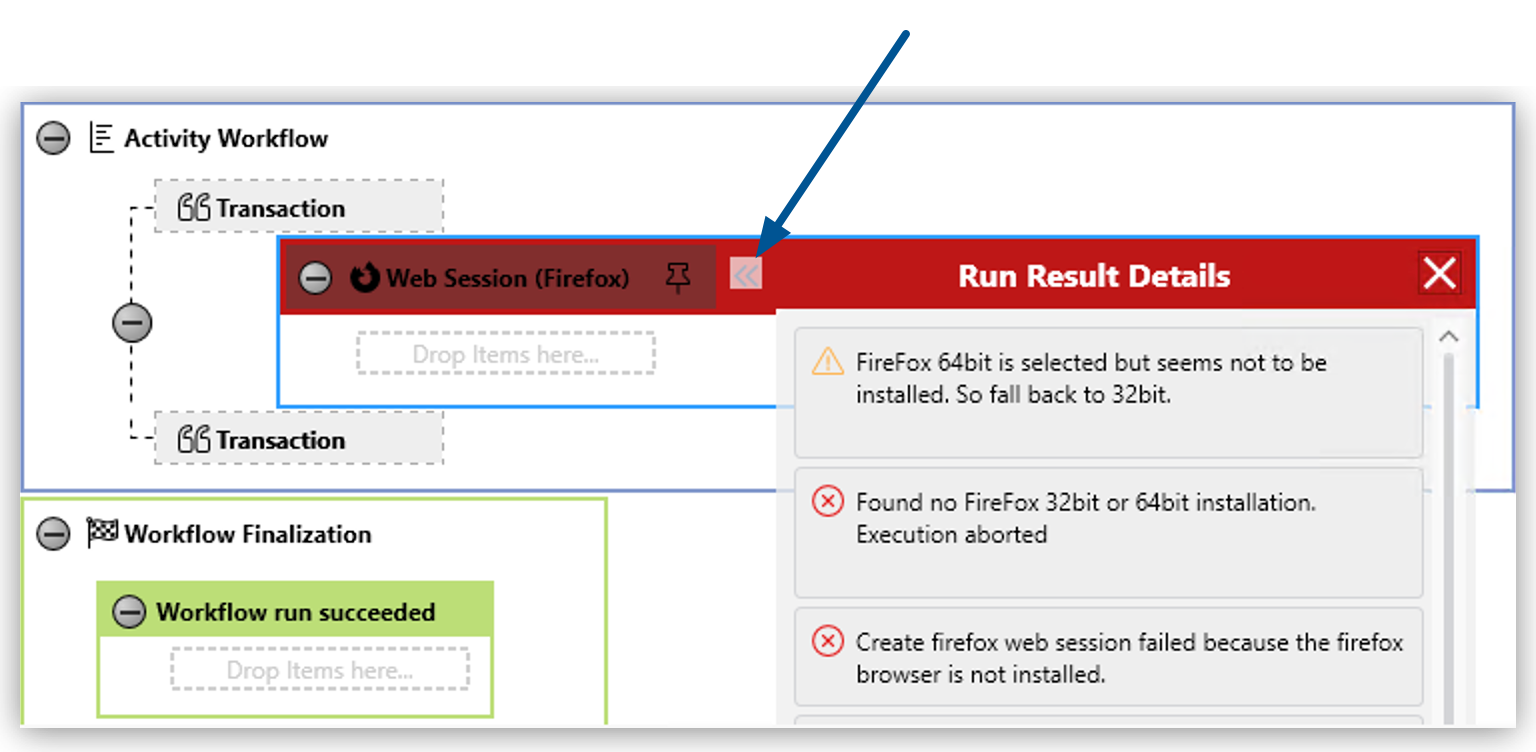 Activity Workflow
Transaction
Web Session (Firefox)
Run Result Details
Drop Items here...
FireFox 64bit is selected but seems not to be
installed. So fall back to 32bit.
Transaction
Found no FireFox 32bit or 64bit installation.
Execution aborted
Workflow Finalization
Workflow run succeeded
Drop Items here...
Create firefox web session failed because the firefox
browser is not installed.